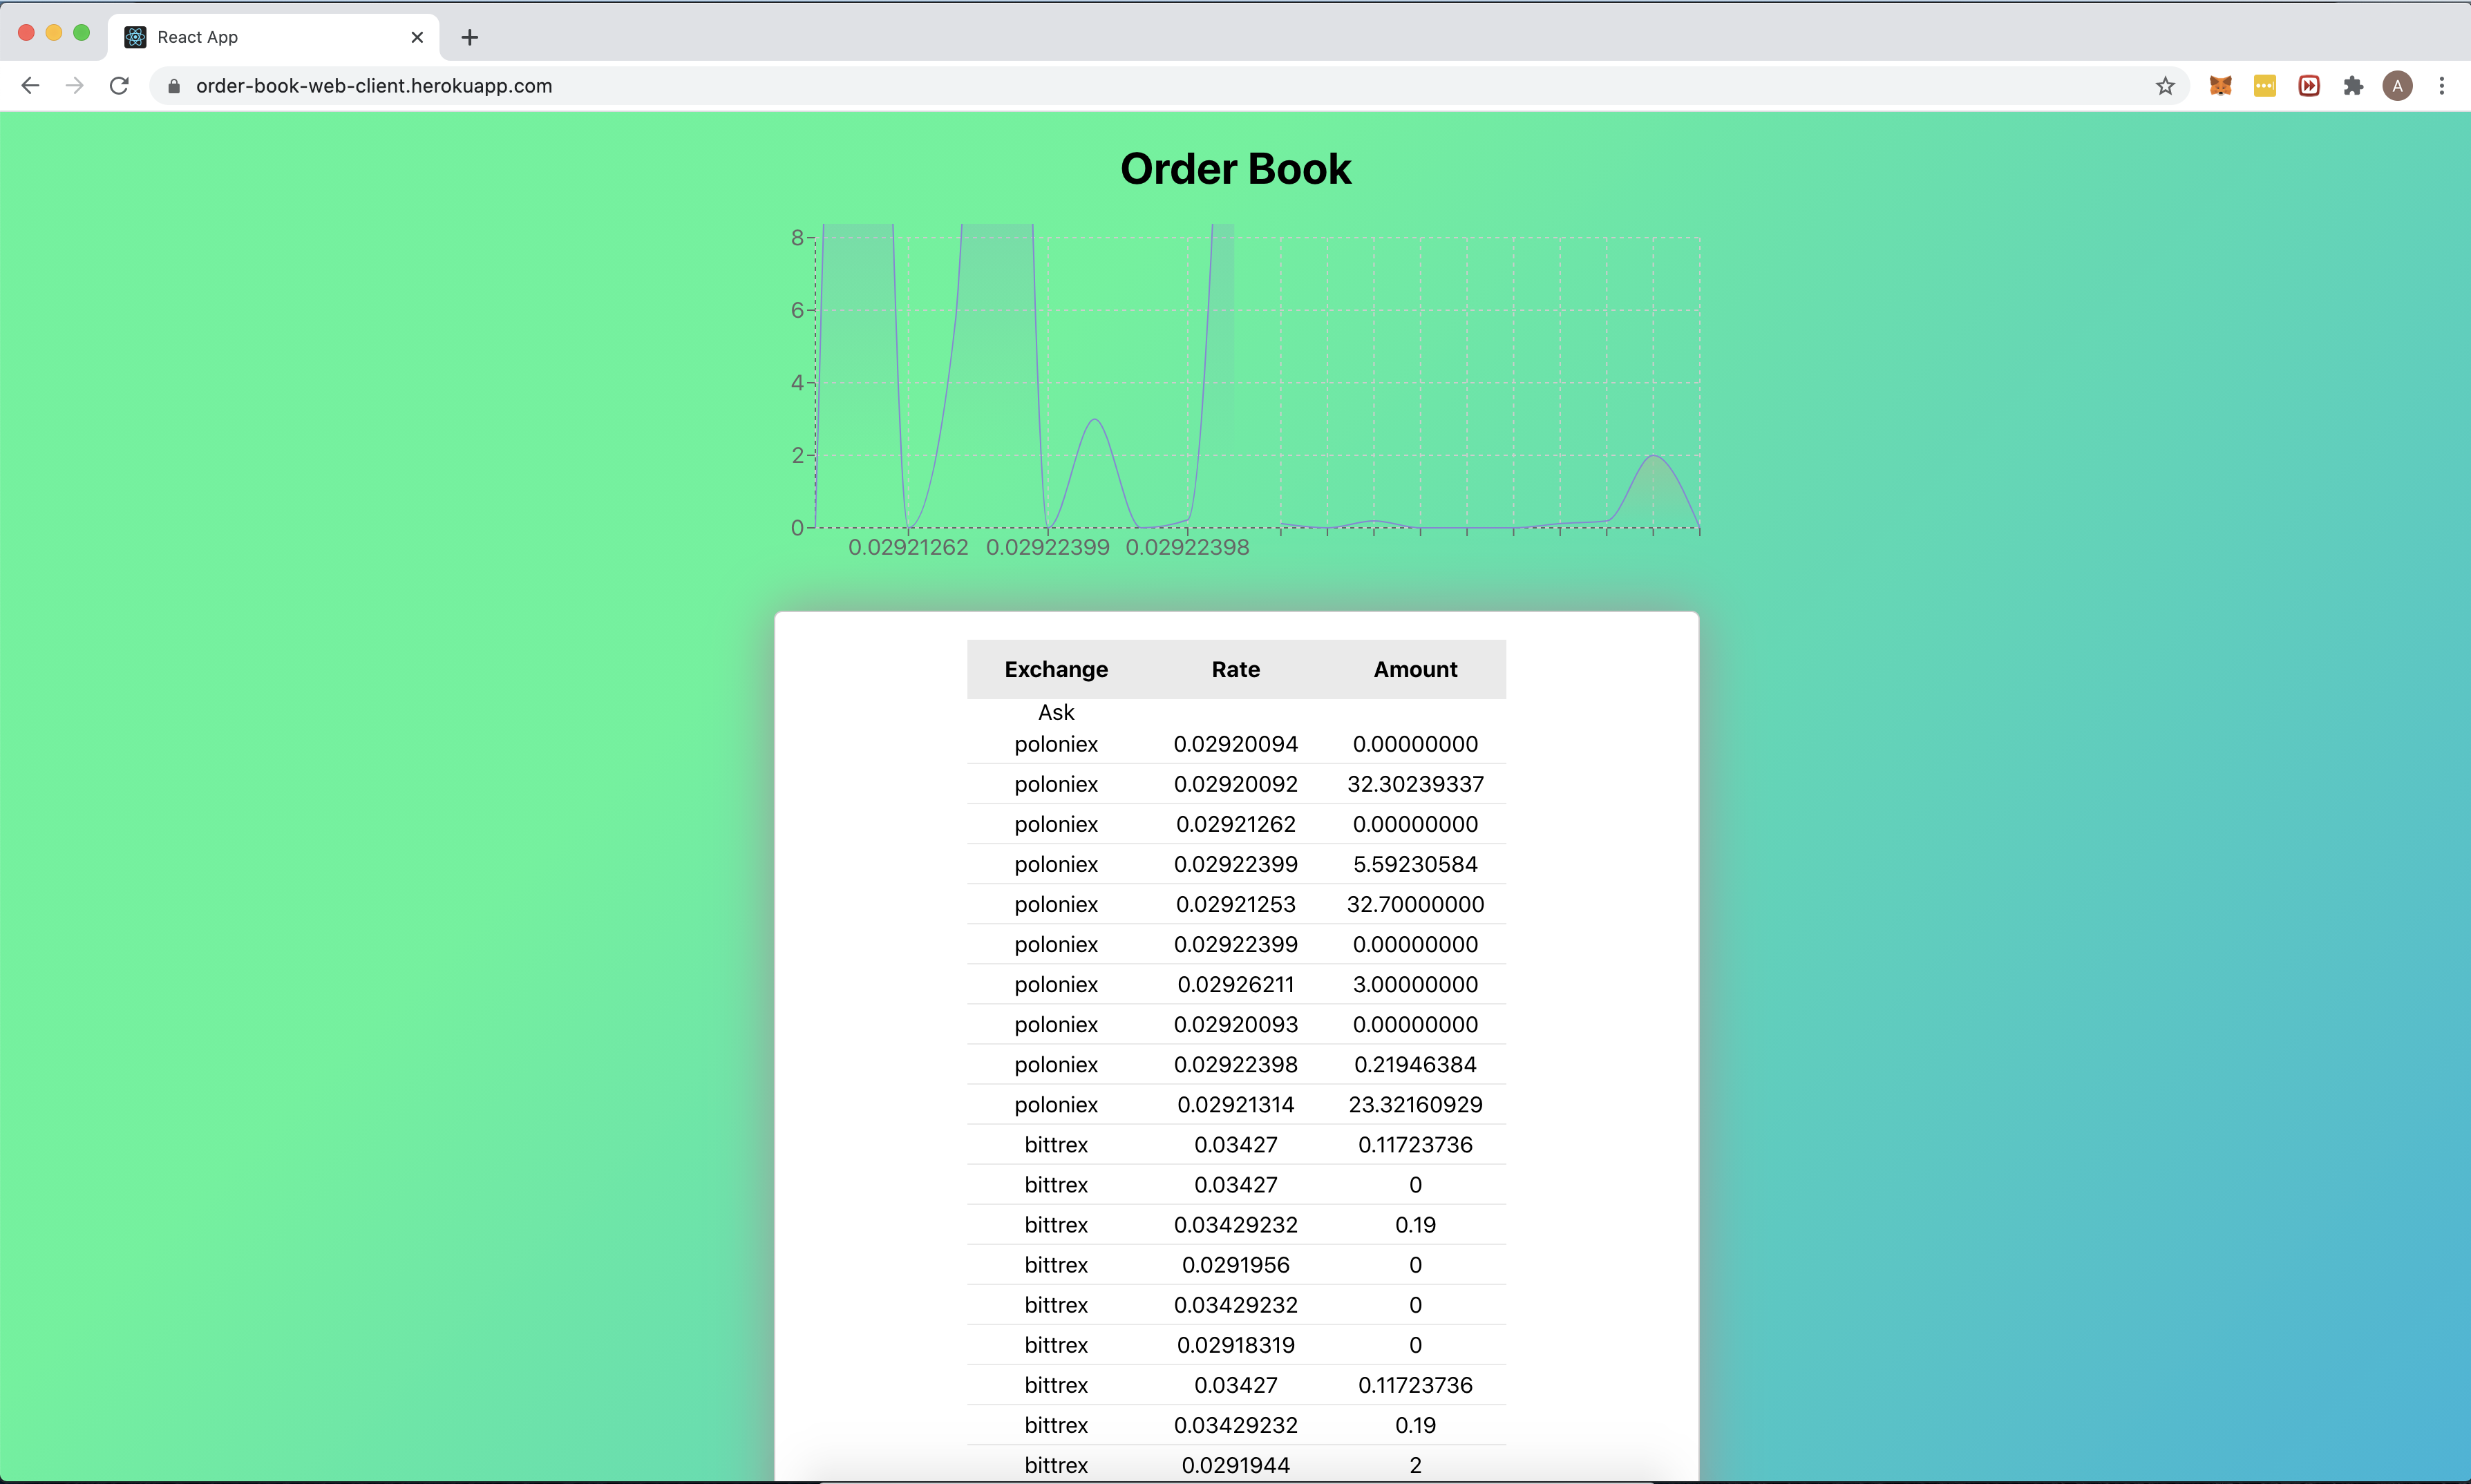 React App
order-book-web-client.herokuapp.com
A
Order Book
8
6
4
2
0
0.02921262 0.02922399 0.02922398
Exchange Rate Amount
Ask
poloniex 0.02920094 0.00000000
poloniex 0.02920092 32.30239337
poloniex 0.02921262 0.00000000
poloniex 0.02922399 5.59230584
poloniex 0.02921253 32.70000000
poloniex 0.02922399 0.00000000
poloniex 0.02926211 3.00000000
poloniex 0.02920093 0.00000000
poloniex 0.02922398 0.21946384
poloniex 0.02921314 23.32160929
bittrex 0.03427 0.11723736
bittrex 0.03427 0
bittrex 0.03429232 0.19
bittrex 0.0291956 0
bittrex 0.03429232 0
bittrex 0.02918319 0
bittrex 0.03427 0.11723736
bittrex 0.03429232 0.19
bittrex 0.0291944 2